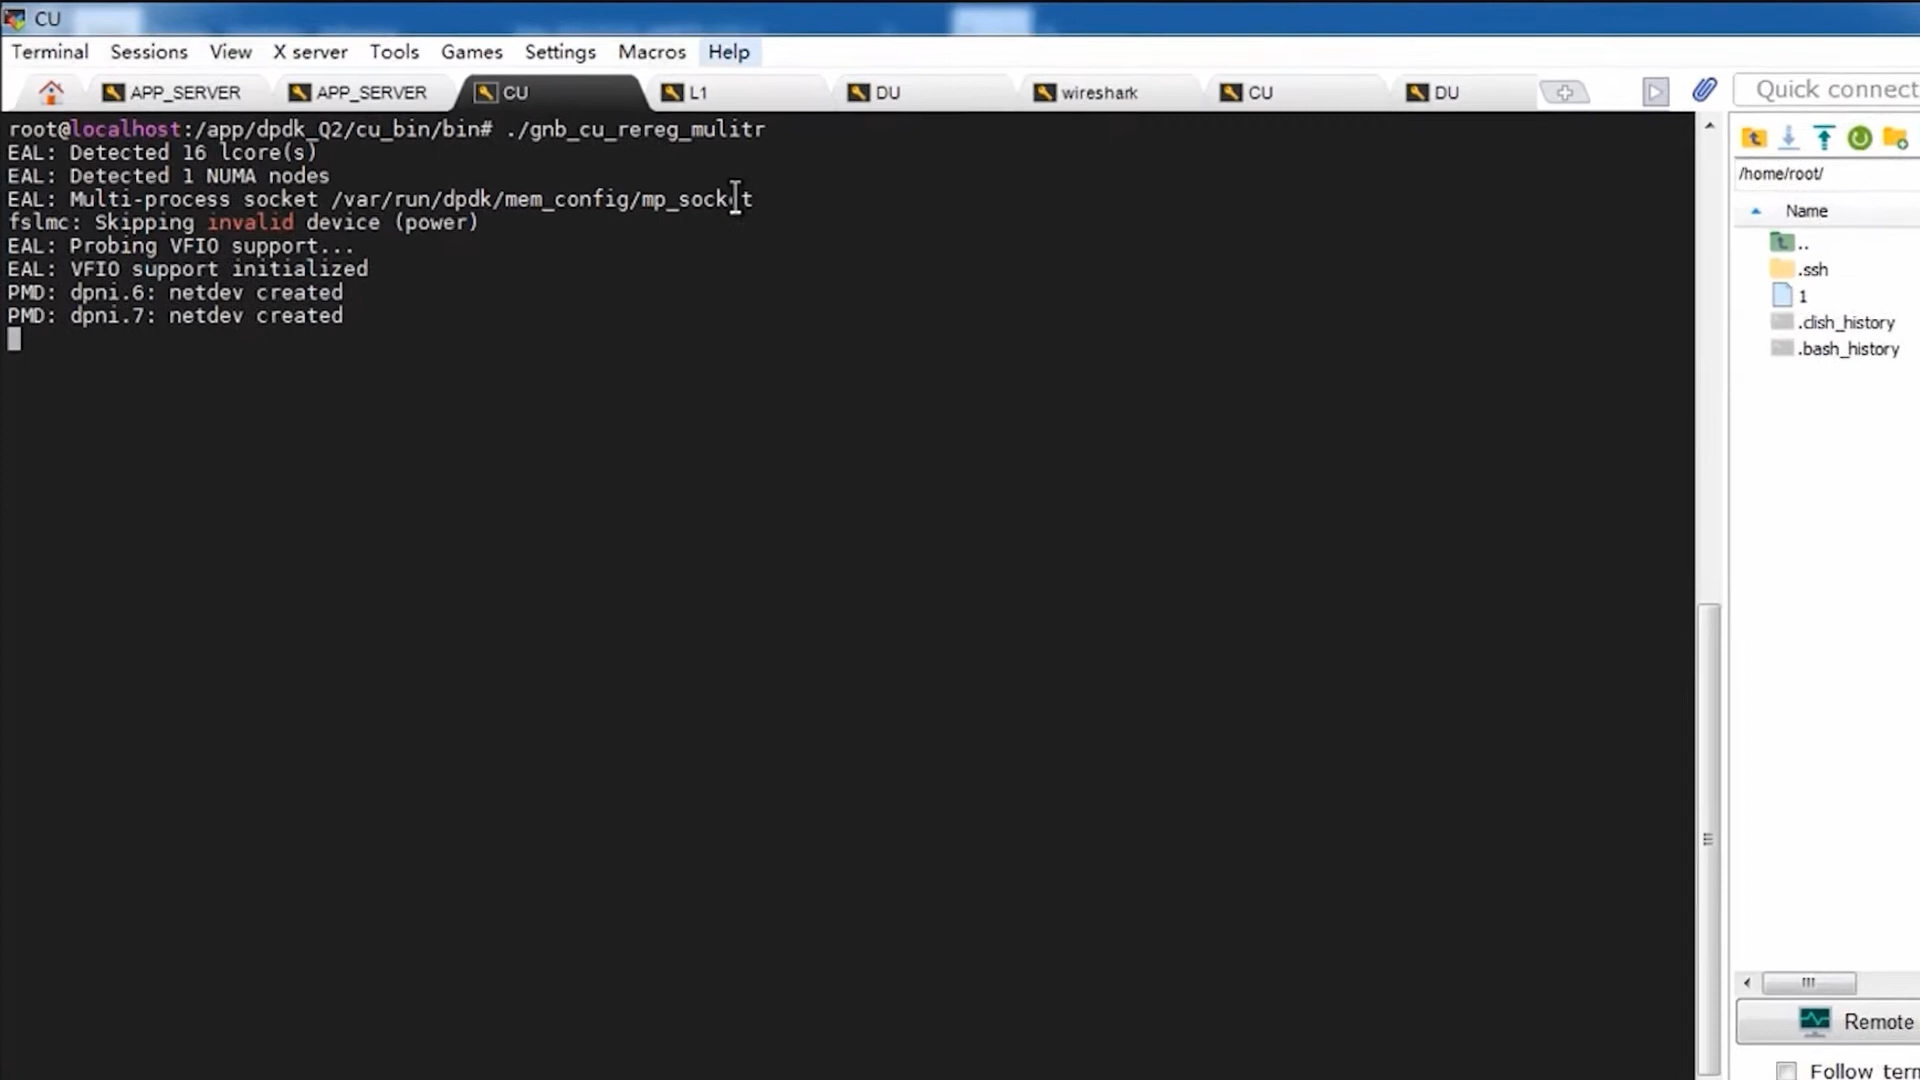 CU
Terminal Sessions View X server Tools Games Settings Macros Help
APP_SERVER APP_SERVER CU L1 DU wireshark CU DU Quick connect
root@localhost:/app/dpdk_Q2/cu_bin/bin# ./gnb_cu_rereg_mulitr
EAL: Detected 16 lcore(s)
EAL: Detected 1 NUMA nodes
EAL: Multi-process socket /var/run/dpdk/mem_config/mp_socket
fslmc: Skipping invalid device (power)
EAL: Probing VFIO support...
EAL: VFIO support initialized
PMD: dpni.6: netdev created
PMD: dpni.7: netdev created
/home/root/
Name
..
.ssh
1
.dish_history
.bash_history
Remote
Follow term